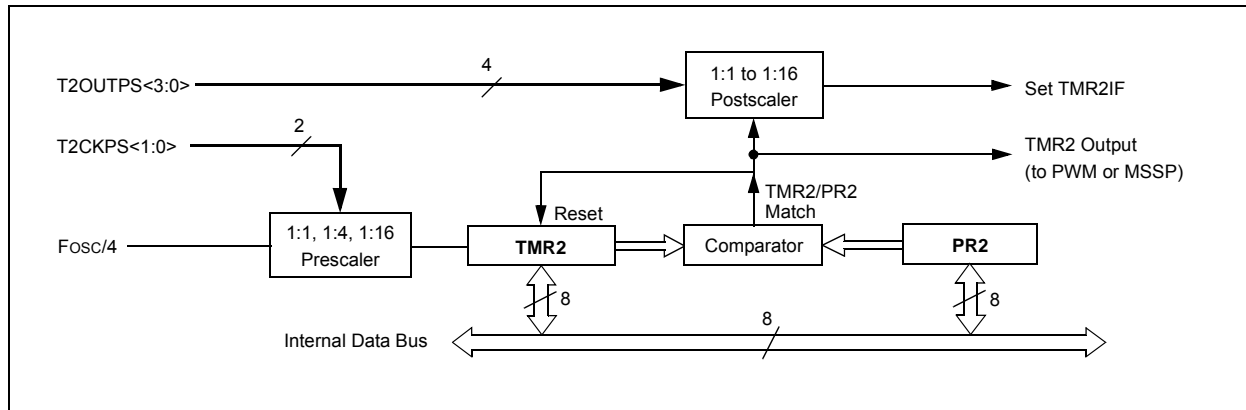 T2OUTPS<3:0>
4
1:1 to 1:16
Postscaler
Set TMR2IF
T2CKPS<1:0>
2
TMR2 Output
(to PWM or MSSP)
TMR2/PR2
Match
Reset
FOSC/4
1:1, 1:4, 1:16
Prescaler
TMR2
Comparator
PR2
8
8
Internal Data Bus
8